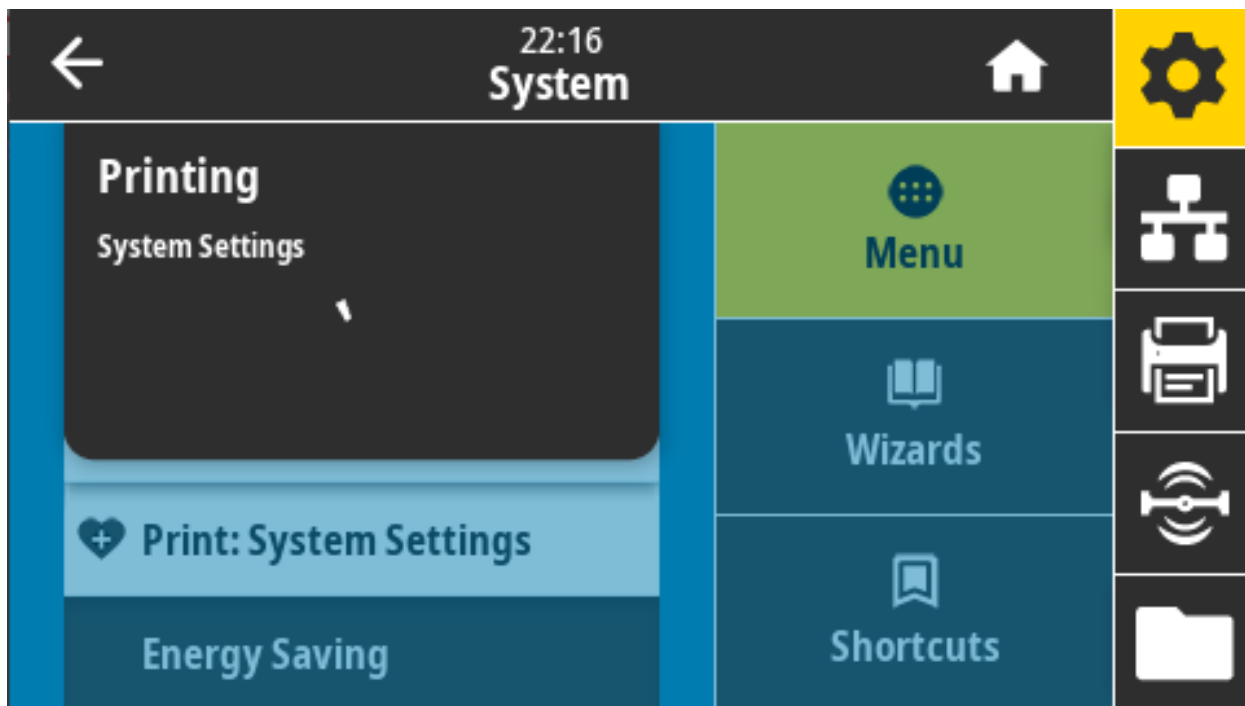 22:16
System
Printing
System Settings
Print: System Settings
Energy Saving
Menu
Wizards
Shortcuts